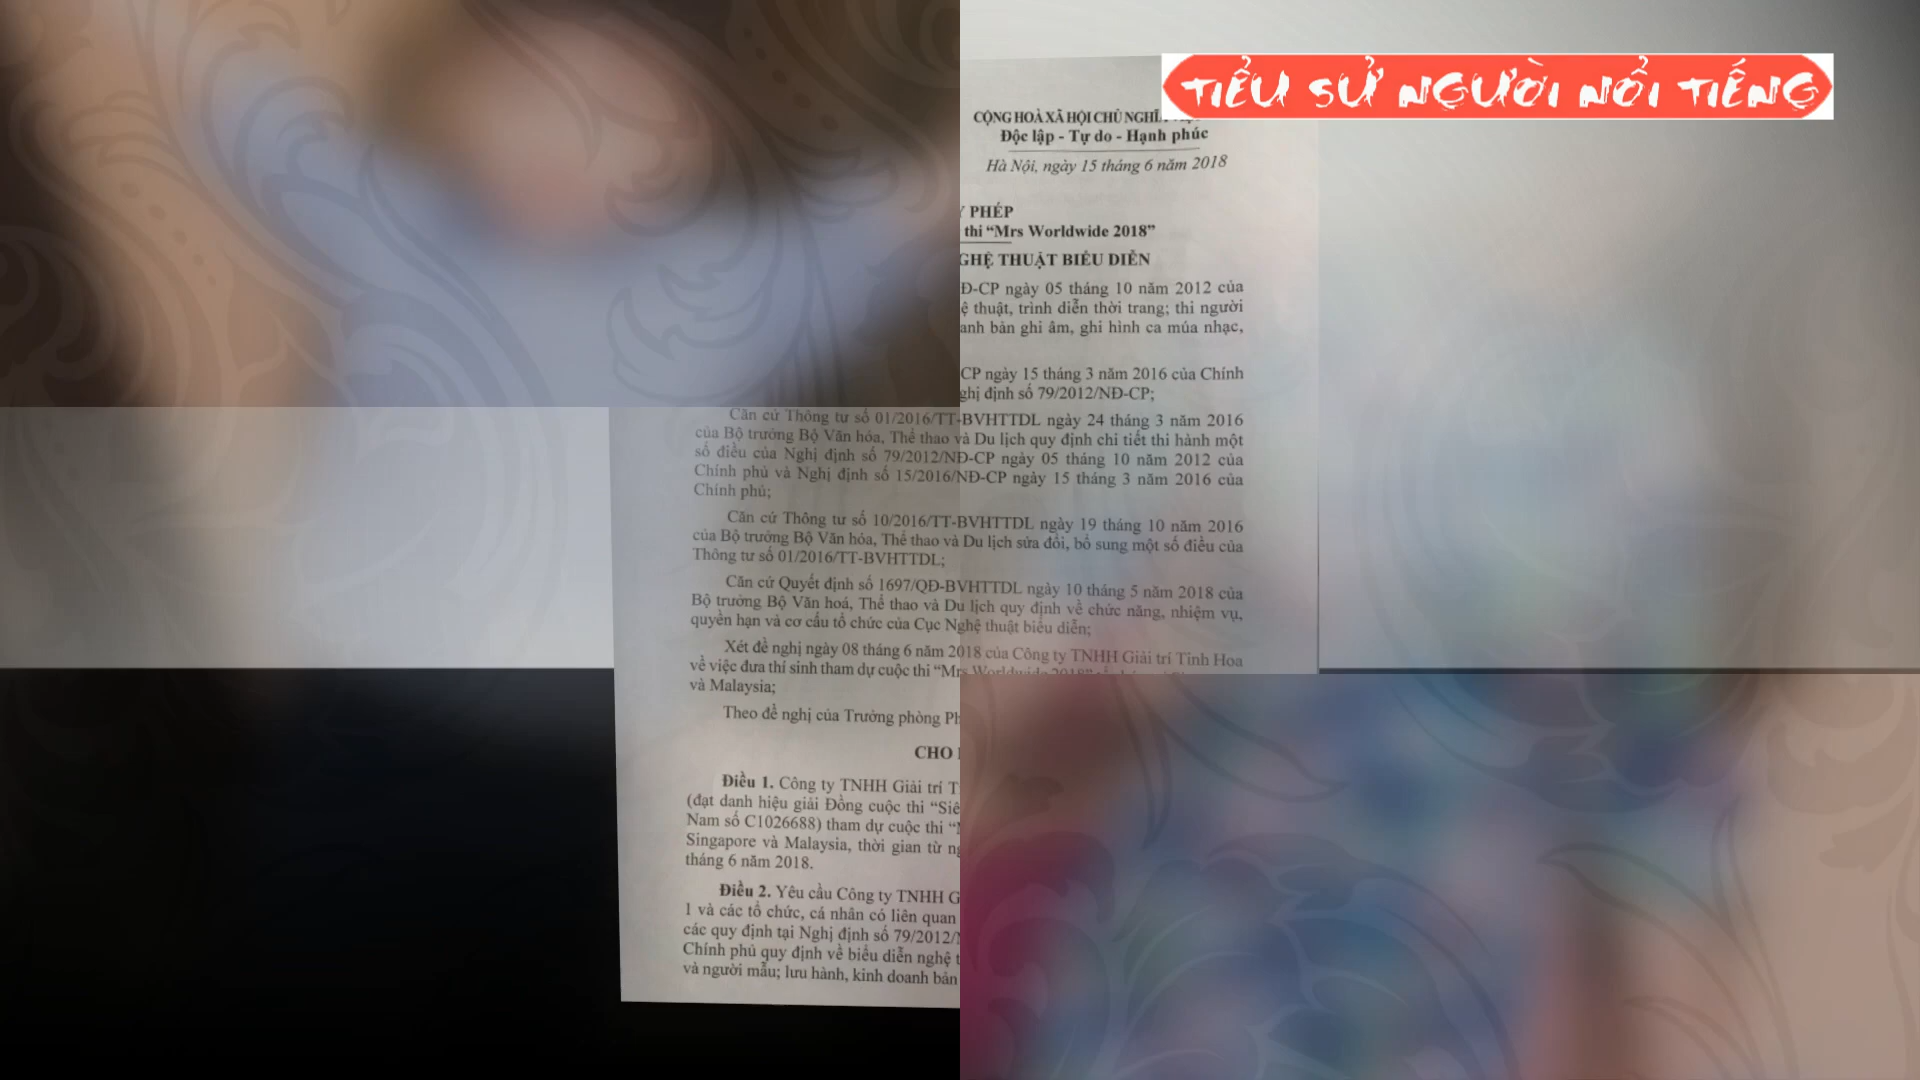 TIỂU SỬ NGƯỜI NỔI TIẾNG
CỘNG HOÀ XÃ HỘI CHỦ NGHĨ
Độc lập - Tự do - Hạnh phúc
Hà Nội, ngày 15 tháng 6 năm 2018
PHÉP
thi “Mrs Worldwide 2018”
GHỆ THUẬT BIỂU DIỄN
Đ-CP ngày 05 tháng 10 năm 2012 của
ệ thuật, trình diễn thời trang; thi người
anh bản ghi âm, ghi hình ca múa nhạc,
CP ngày 15 tháng 3 năm 2016 của Chính
ghị định số 79/2012/NĐ-CP;
Căn cứ Thông tư số 01/2016/TT-BVHTTDL ngày 24 tháng 3 năm 2016
của Bộ trưởng Bộ Văn hóa, Thể thao và Du lịch quy định chi tiết thi hành một
số điều của Nghị định số 79/2012/NĐ-CP ngày 05 tháng 10 năm 2012 của
Chính phủ và Nghị định số 15/2016/NĐ-CP ngày 15 tháng 3 năm 2016 của
Chính phủ;
Căn cứ Thông tư số 10/2016/TT-BVHTTDL ngày 19 tháng 10 năm 2016
của Bộ trưởng Bộ Văn hóa, Thể thao và Du lịch sửa đổi, bổ sung một số điều của
Thông tư số 01/2016/TT-BVHTTDL;
Căn cứ Quyết định số 1697/QĐ-BVHTTDL ngày 10 tháng 5 năm 2018 của
Bộ trưởng Bộ Văn hoá, Thể thao và Du lịch quy định về chức năng, nhiệm vụ,
quyền hạn và cơ cấu tổ chức của Cục Nghệ thuật biểu diễn;
Xét đề nghị ngày 08 tháng 6 năm 2018 của Công ty TNHH Giải trí Tinh Hoa
về việc đưa thí sinh tham dự cuộc thi “Mrs Worldwide 2018”
và Malaysia;
Theo đề nghị của Trưởng phòng Ph
CHO
Điều 1. Công ty TNHH Giải trí T
(đạt danh hiệu giải Đồng cuộc thi “Siê
Nam số C1026688) tham dự cuộc thi “
Singapore và Malaysia, thời gian từ ng
tháng 6 năm 2018.
Điều 2. Yêu cầu Công ty TNHH G
1 và các tổ chức, cá nhân có liên quan
các quy định tại Nghị định số 79/2012/
Chính phủ quy định về biểu diễn nghệ t
và người mẫu; lưu hành, kinh doanh bản